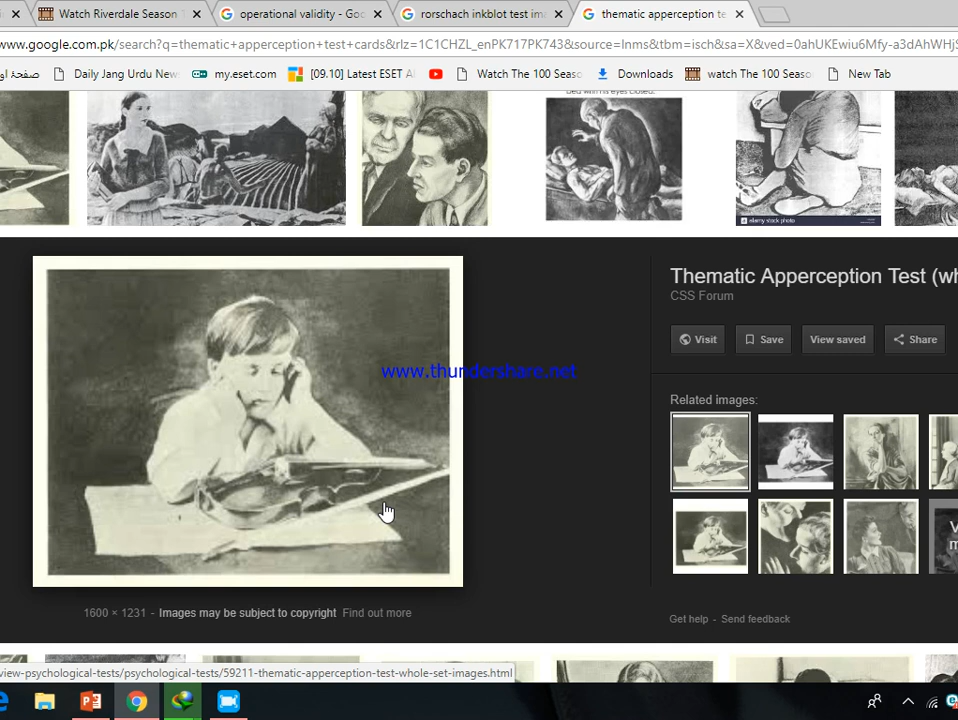 Watch Riverdale Season
operational validity - Goo
rorschach inkblot test im
thematic apperception te
www.google.com.pk/search?q=thematic+apperception+test+cards&rlz=1C1CHZL_enPK717PK743&source=lnms&tbm=isch&sa=X&ved=0ahUKEwiu6Mfy-a3dAhWHj
Daily Jang Urdu New
my.eset.com
[09.10] Latest ESET A
Watch The 100 Seaso
Downloads
watch The 100 Seaso
New Tab
bed with his eyes closed.
alamy stock photo
Thematic Apperception Test (wh
CSS Forum
Visit
Save
View saved
Share
www.thundershare.net
Related images:
V
m
1600 × 1231 - Images may be subject to copyright Find out more
Get help - Send feedback
view-psychological-tests/psychological-tests/59211-thematic-apperception-test-whole-set-images.html